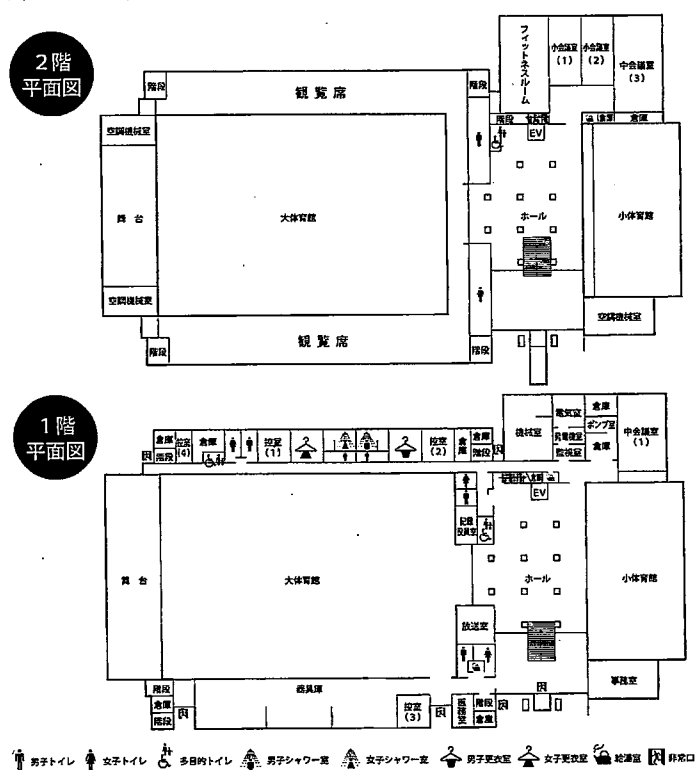 2階
平面図
階段
観覧席
階段
フィットネスルーム
小会議室
(1)
小会議室
(2)
中会議室
(3)
空調機械室
階段
EV
倉庫
倉庫
舞台
大体育館
ホール
小体育館
空調機械室
空調機械室
階段
観覧席
階段
1階
平面図
倉庫
階段
控室
(4)
倉庫
控室
(1)
控室
(2)
倉庫
倉庫
階段
機械室
電気室
発電機室
監視室
倉庫
ポンプ室
倉庫
中会議室
(1)
EV
記録
役員室
舞台
大体育館
ホール
小体育館
放送室
階段
倉庫
階段
器具庫
控室
(3)
医務室
階段
倉庫
事務室
男子トイレ
女子トイレ
多目的トイレ
男子シャワー室
女子シャワー室
男子更衣室
女子更衣室
給湯室
非常口